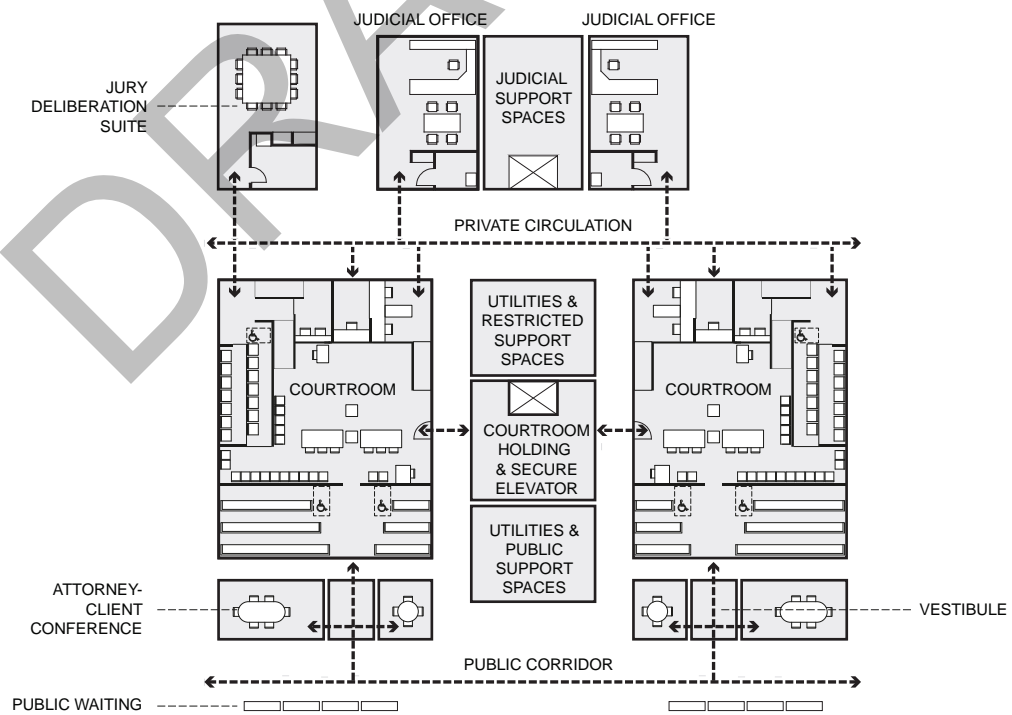 JUDICIAL OFFICE
JUDICIAL OFFICE
JURY
DELIBERATION
SUITE
JUDICIAL
SUPPORT
SPACES
PRIVATE CIRCULATION
UTILITIES &
RESTRICTED
SUPPORT
SPACES
COURTROOM
COURTROOM
COURTROOM
HOLDING
& SECURE
ELEVATOR
UTILITIES &
PUBLIC
SUPPORT
SPACES
ATTORNEY-
CLIENT
CONFERENCE
VESTIBULE
PUBLIC CORRIDOR
PUBLIC WAITING
DRA